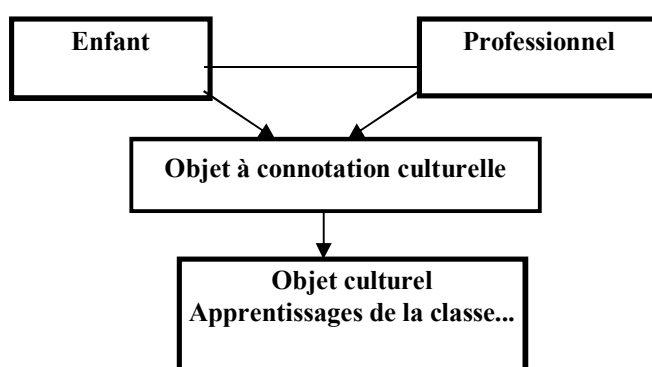 Enfant
Professionnel
Objet à connotation culturelle
Objet culturel
Apprentissages de la classe...